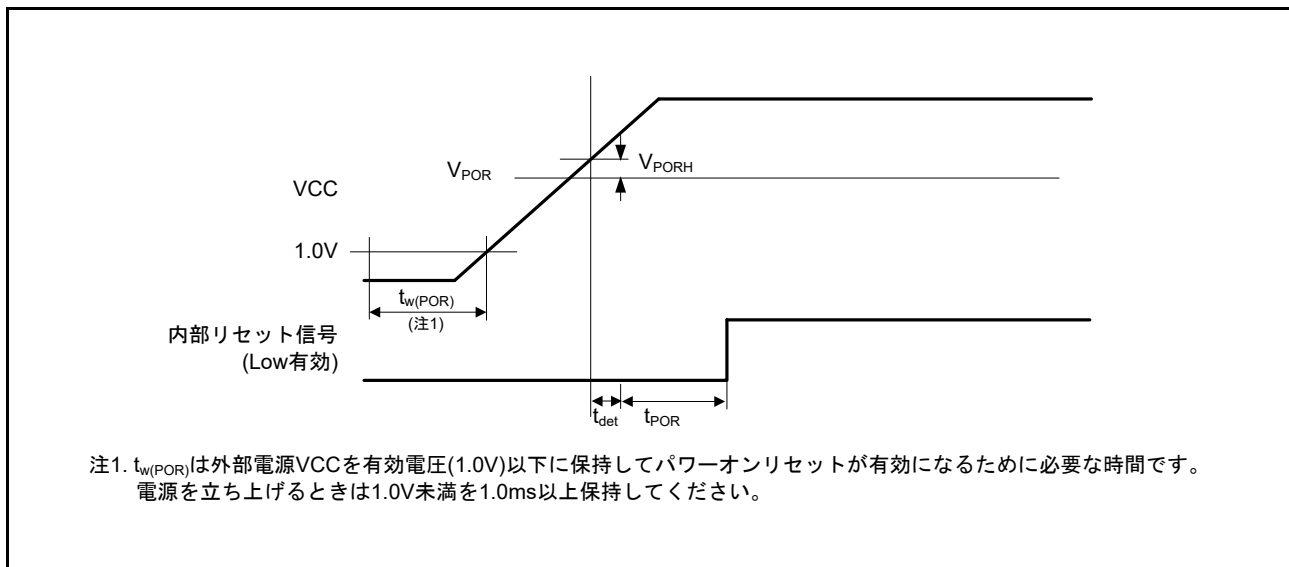 VPOR
VPORH
VCC
1.0V
tw(POR)
(注1)
内部リセット信号
(Low有効)
tdet
tPOR
注1. tw(POR)は外部電源VCCを有効電圧(1.0V)以下に保持してパワーオンリセットが有効になるために必要な時間です。
電源を立ち上げるときは1.0V未満を1.0ms以上保持してください。